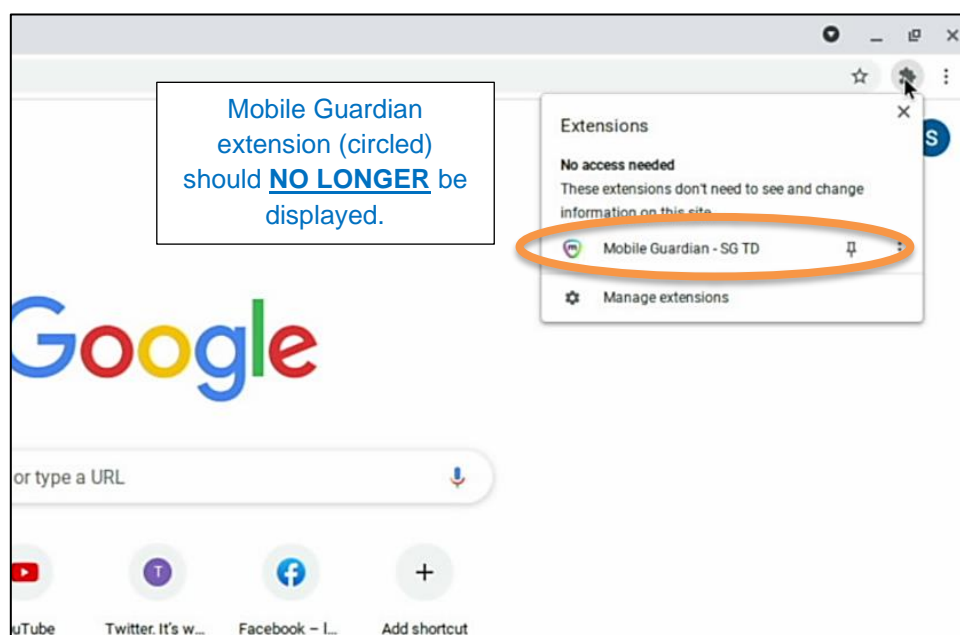 Mobile Guardian
extension (circled)
should NO LONGER be
displayed.
S
Extensions
No access needed
These extensions don't need to see and change
information on this site
m
Mobile Guardian - SG TD
Manage extensions
Google
or type a URL
T
uTube
Twitter. It's w...
Facebook – l...
Add shortcut